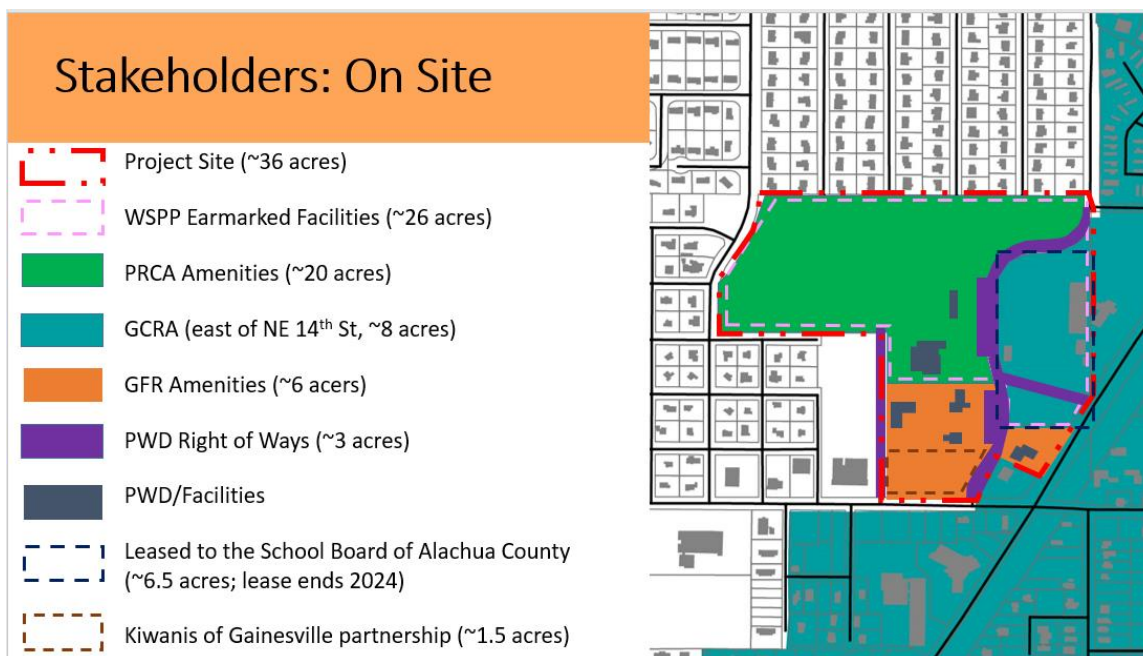 Stakeholders: On Site
Project Site (~36 acres)
WSPP Earmarked Facilities (~26 acres)
PRCA Amenities (~20 acres)
GCRA (east of NE 14th St, ~8 acres)
GFR Amenities (~6 acers)
PWD Right of Ways (~3 acres)
PWD/Facilities
Leased to the School Board of Alachua County
(~6.5 acres; lease ends 2024)
Kiwanis of Gainesville partnership (~1.5 acres)